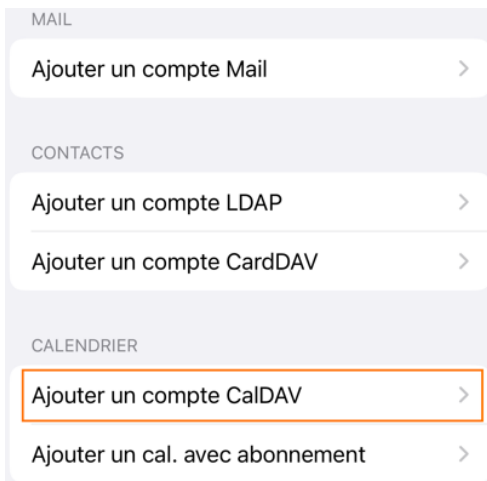 MAIL
Ajouter un compte Mail
CONTACTS
Ajouter un compte LDAP
Ajouter un compte CardDAV
CALENDRIER
Ajouter un compte CalDAV
Ajouter un cal. avec abonnement